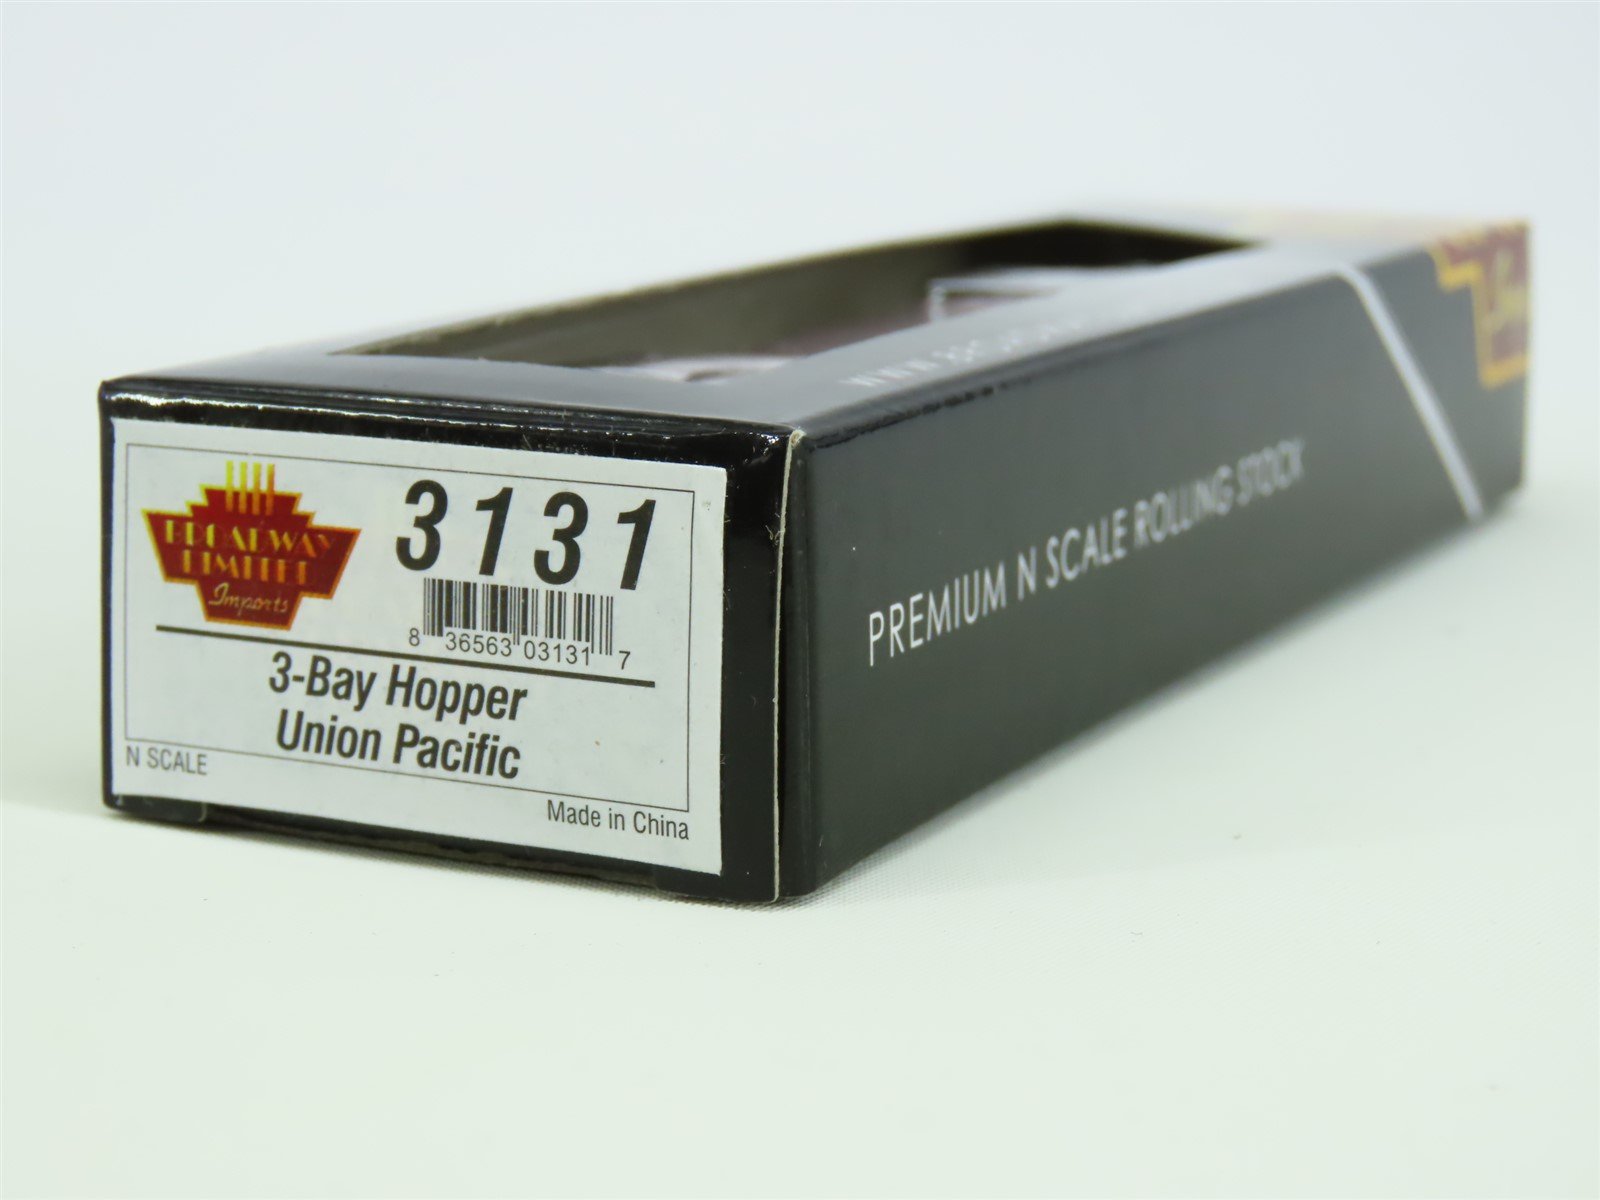 BROADWAY
LIMITED
Imports
3131
8 36563 03131 7
3-Bay Hopper
Union Pacific
N SCALE
Made in China
PREMIUM N SCALE ROLLING STOCK